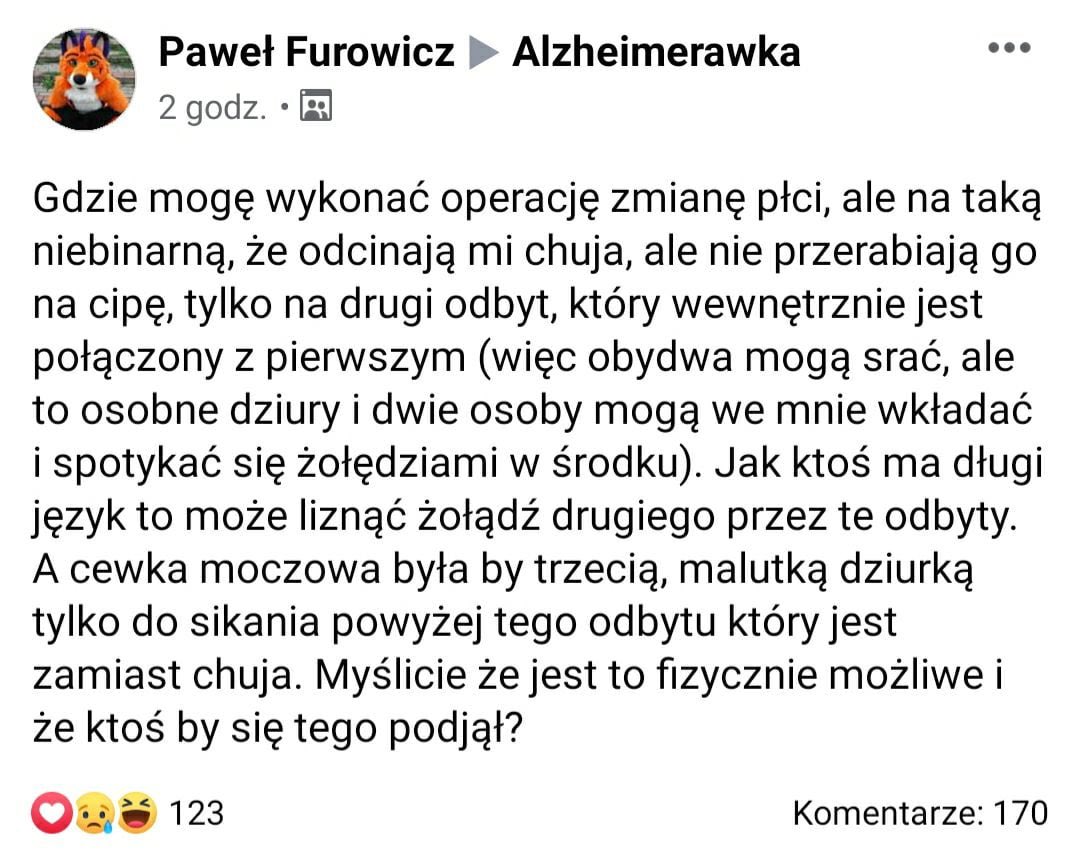 Paweł Furowicz ▶ Alzheimerawka
2 godz. •
Gdzie mogę wykonać operację zmianę płci, ale na taką
niebinarną, że odcinają mi chuja, ale nie przerabiają go
na cipę, tylko na drugi odbyt, który wewnętrznie jest
połączony z pierwszym (więc obydwa mogą srać, ale
to osobne dziury i dwie osoby mogą we mnie wkładać
i spotykać się żołędziami w środku). Jak ktoś ma długi
język to może liznąć żołądź drugiego przez te odbyty.
A cewka moczowa była by trzecią, malutką dziurką
tylko do sikania powyżej tego odbytu który jest
zamiast chuja. Myślicie że jest to fizycznie możliwe i
że ktoś by się tego podjął?
123 Komentarze: 170